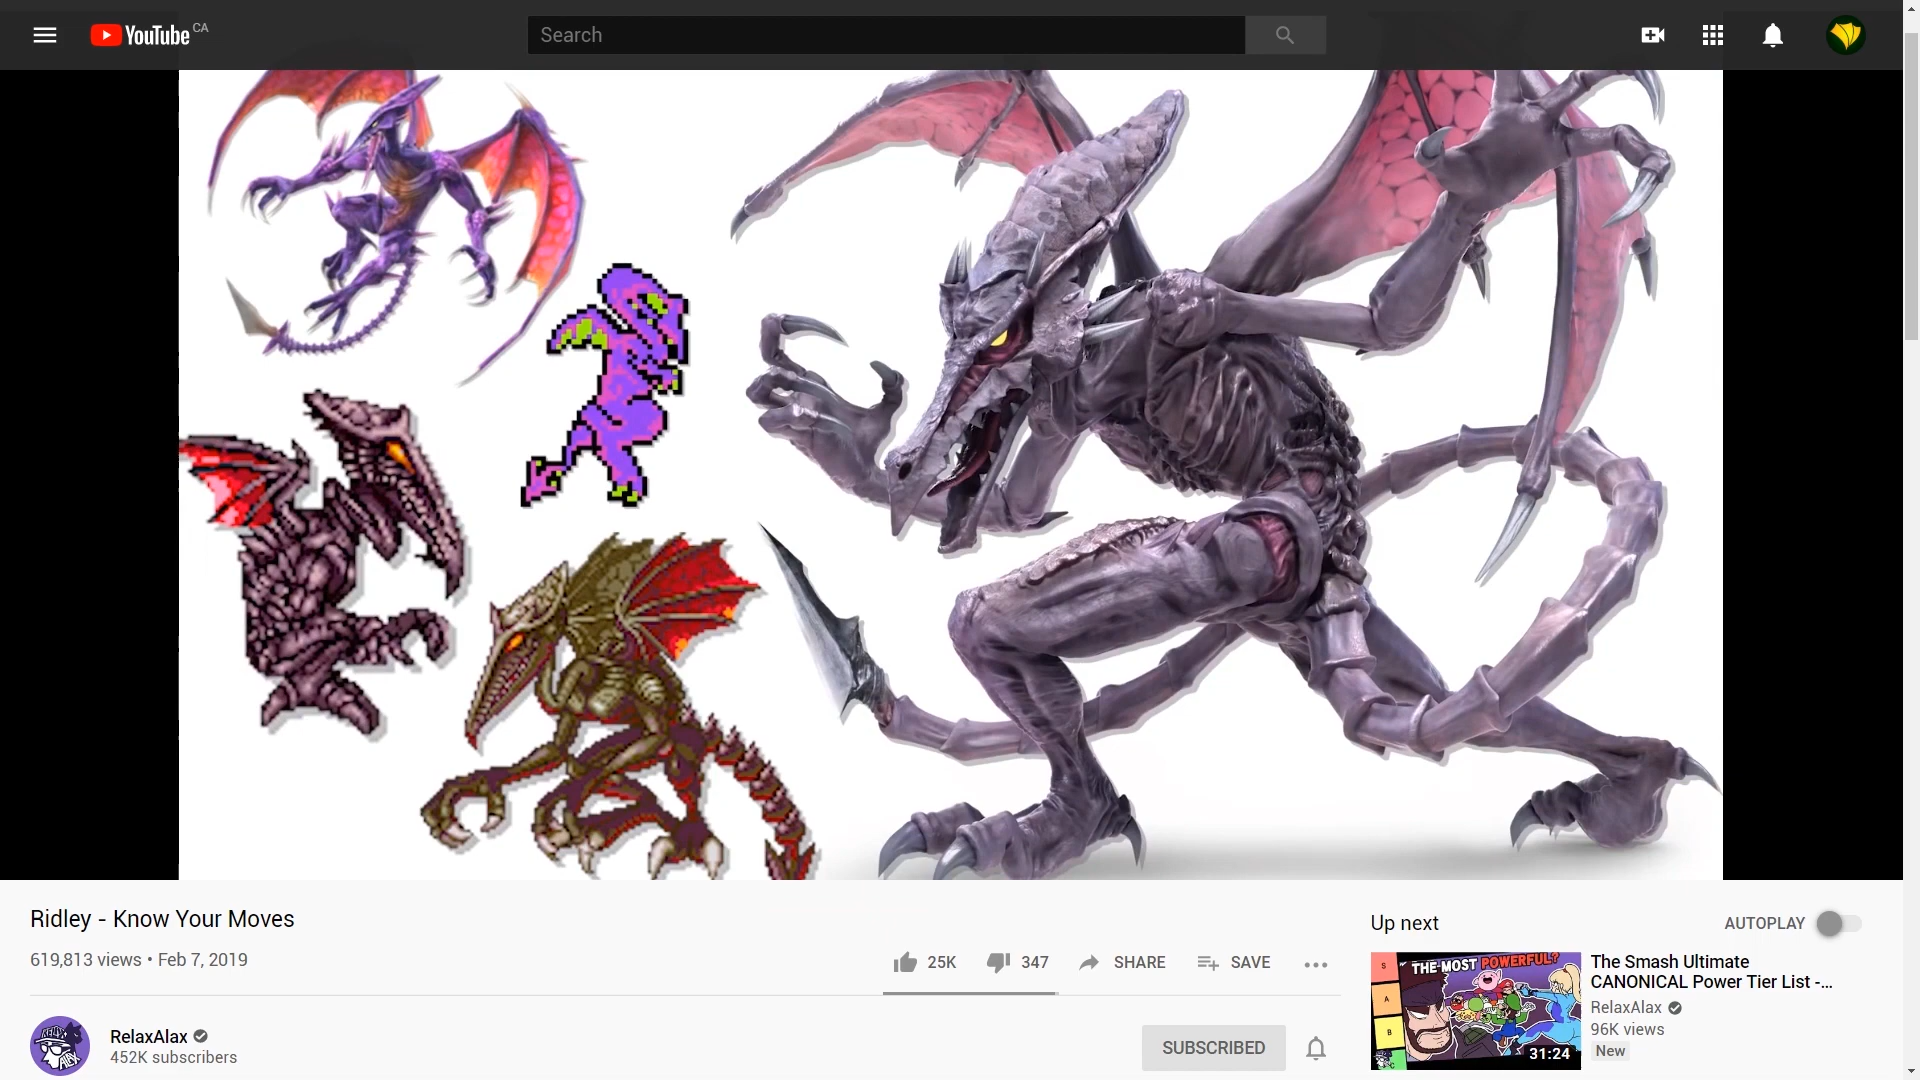 YouTube CA
Search
Ridley - Know Your Moves
619,813 views • Feb 7, 2019
25K
347
SHARE
SAVE
RelaxAlax
452K subscribers
SUBSCRIBED
Up next
AUTOPLAY
THE MOST POWERFUL?
S
A
B
C
31:24
The Smash Ultimate
CANONICAL Power Tier List -...
RelaxAlax
96K views
New